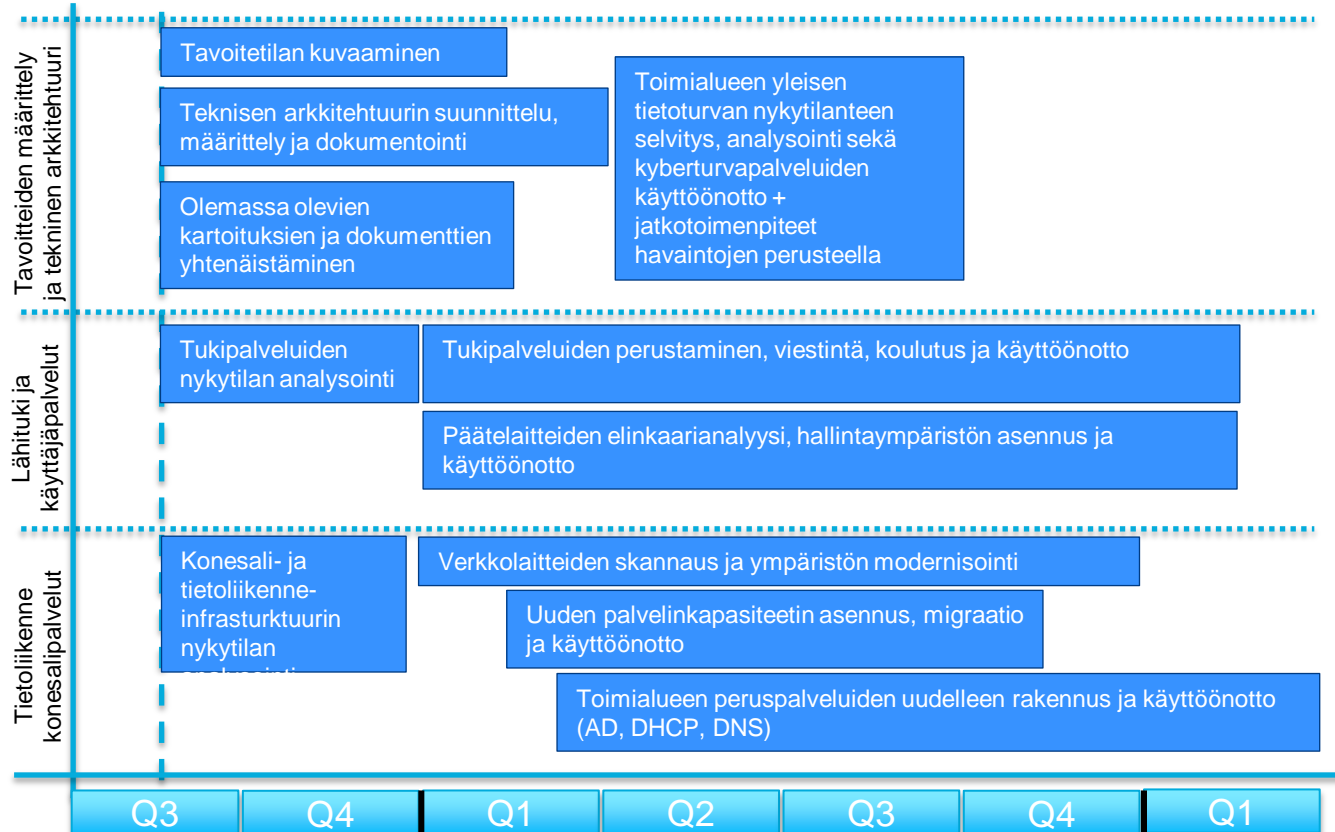 Tavoitteiden määrittely
ja tekninen arkkitehtuuri
Tavoitetilan kuvaaminen
Teknisen arkkitehtuurin suunnittelu,
määrittely ja dokumentointi
Olemassa olevien
kartoituksien ja dokumenttien
yhtenäistäminen
Toimialueen yleisen
tietoturvan nykytilanteen
selvitys, analysointi sekä
kyberturvapalveluiden
käyttöönotto +
jatkotoimenpiteet
havaintojen perusteella
Lähituki ja
käyttäjäpalvelut
Tukipalveluiden
nykytilan analysointi
Tukipalveluiden perustaminen, viestintä, koulutus ja käyttöönotto
Päätelaitteiden elinkaarianalyysi, hallintaympäristön asennus ja
käyttöönotto
Tietoliikenne
konesalipalvelut
Konesali- ja
tietoliikenne-
infrasturktuurin
nykytilan
Verkkolaitteiden skannaus ja ympäristön modernisointi
Uuden palvelinkapasiteetin asennus, migraatio
ja käyttöönotto
Toimialueen peruspalveluiden uudelleen rakennus ja käyttöönotto
(AD, DHCP, DNS)
Q3 Q4 Q1 Q2 Q3 Q4 Q1